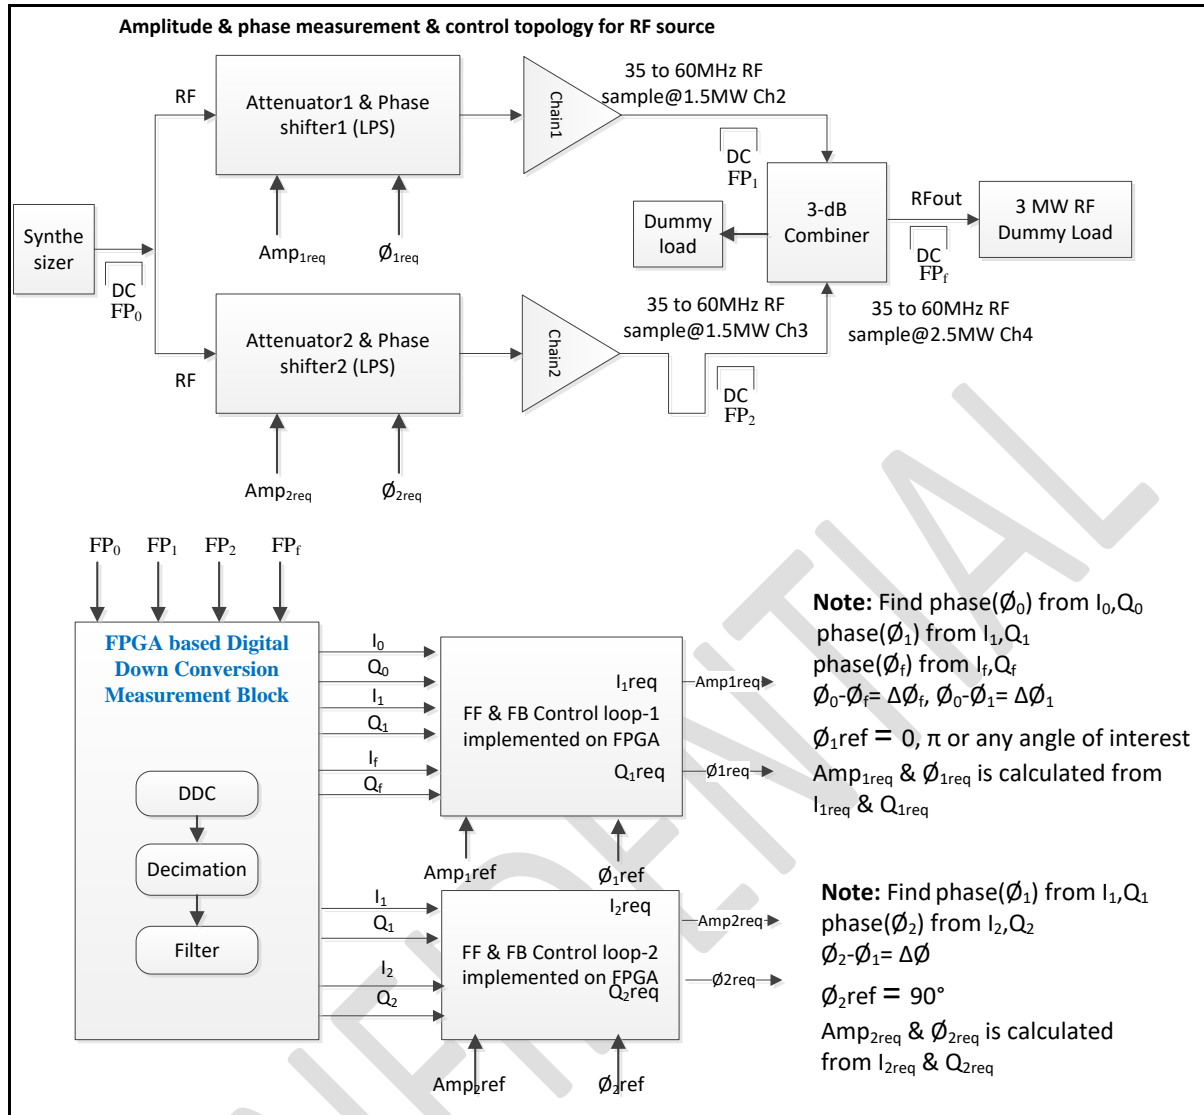 Amplitude & phase measurement & control topology for RF source
RF
Attenuator1 & Phase
shifter1 (LPS)
Chain1
35 to 60MHz RF
sample@1.5MW Ch2
DC
FP₁
Synthe
sizer
DC
FP₀
Amp₁req
Ø₁req
Dummy
load
3-dB
Combiner
RFout
DC
FPf
3 MW RF
Dummy Load
RF
Attenuator2 & Phase
shifter2 (LPS)
Chain2
35 to 60MHz RF
sample@1.5MW Ch3
DC
FP₂
35 to 60MHz RF
sample@2.5MW Ch4
Amp₂req
Ø₂req
FP₀ FP₁ FP₂ FPf
FPGA based Digital
Down Conversion
Measurement Block
DDC
Decimation
Filter
I₀
Q₀
I₁
Q₁
If
Qf
I₁req
FF & FB Control loop-1
implemented on FPGA
Q₁req
Amp1req
Ø1req
Amp₁ref
Ø₁ref
Note: Find phase(Ø₀) from I₀,Q₀
phase(Ø₁) from I₁,Q₁
phase(Øf) from If,Qf
Ø₀-Øf= ΔØf, Ø₀-Ø₁= ΔØ₁
Ø₁ref = 0, π or any angle of interest
Amp₁req & Ø₁req is calculated from
I₁req & Q₁req
I₁
Q₁
I₂
Q₂
I₂req
FF & FB Control loop-2
implemented on FPGA
Q₂req
Amp2req
Ø2req
Amp₂ref
Ø₂ref
Note: Find phase(Ø₁) from I₁,Q₁
phase(Ø₂) from I₂,Q₂
Ø₂-Ø₁= ΔØ
Ø₂ref = 90°
Amp₂req & Ø₂req is calculated
from I₂req & Q₂req
NFIDENTIAL